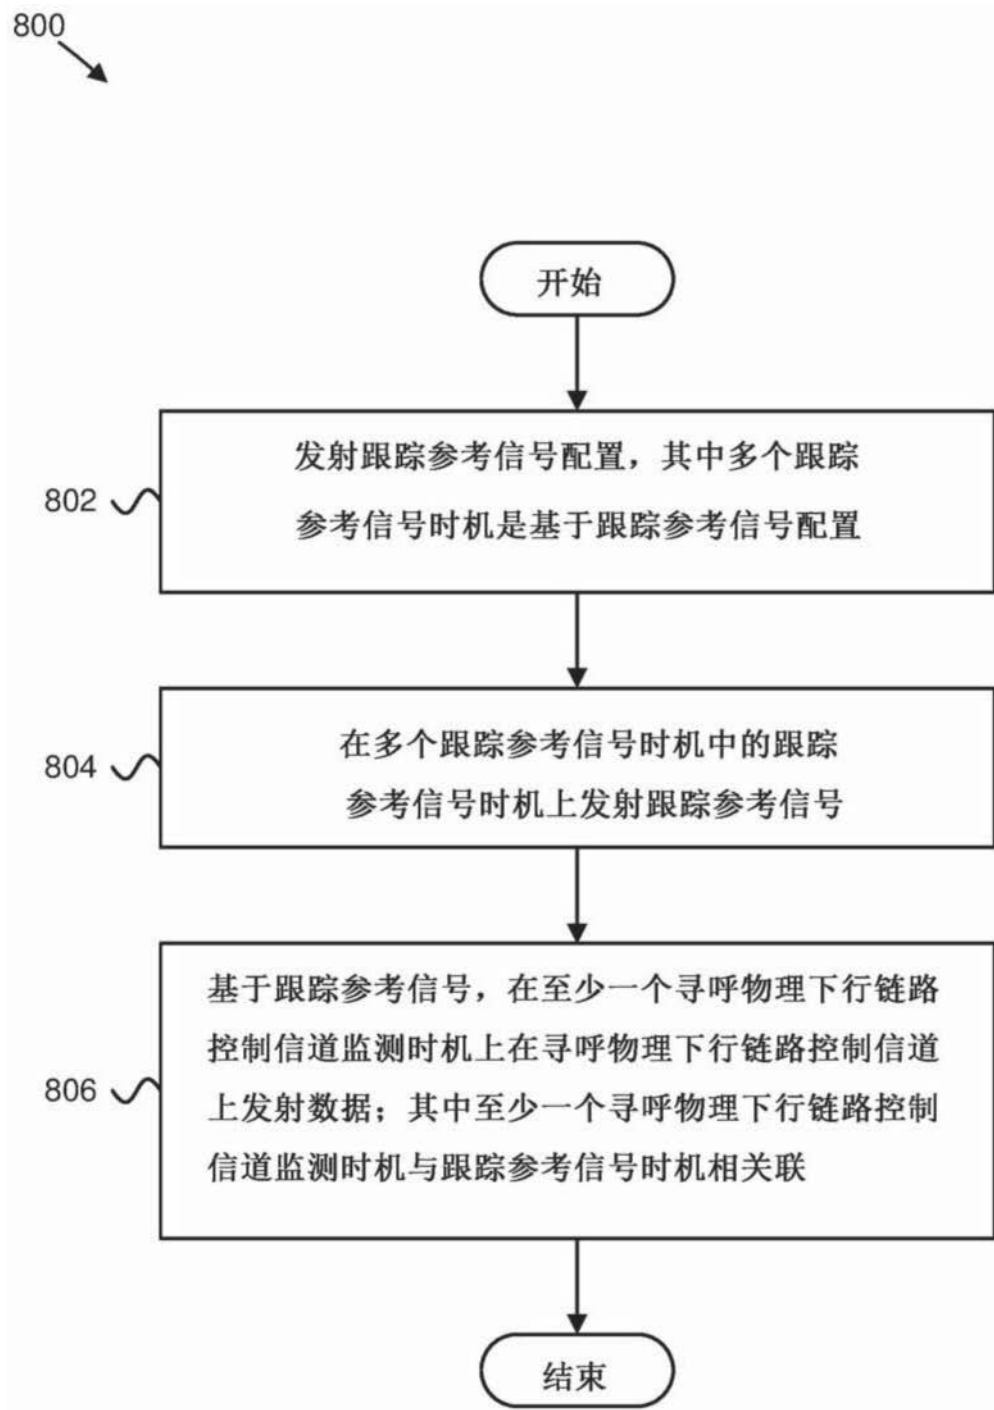 800
开始
802
发射跟踪参考信号配置，其中多个跟踪
参考信号时机是基于跟踪参考信号配置
804
在多个跟踪参考信号时机中的跟踪
参考信号时机上发射跟踪参考信号
806
基于跟踪参考信号，在至少一个寻呼物理下行链路
控制信道监测时机上在寻呼物理下行链路控制信道
上发射数据；其中至少一个寻呼物理下行链路控制
信道监测时机与跟踪参考信号时机相关联
结束